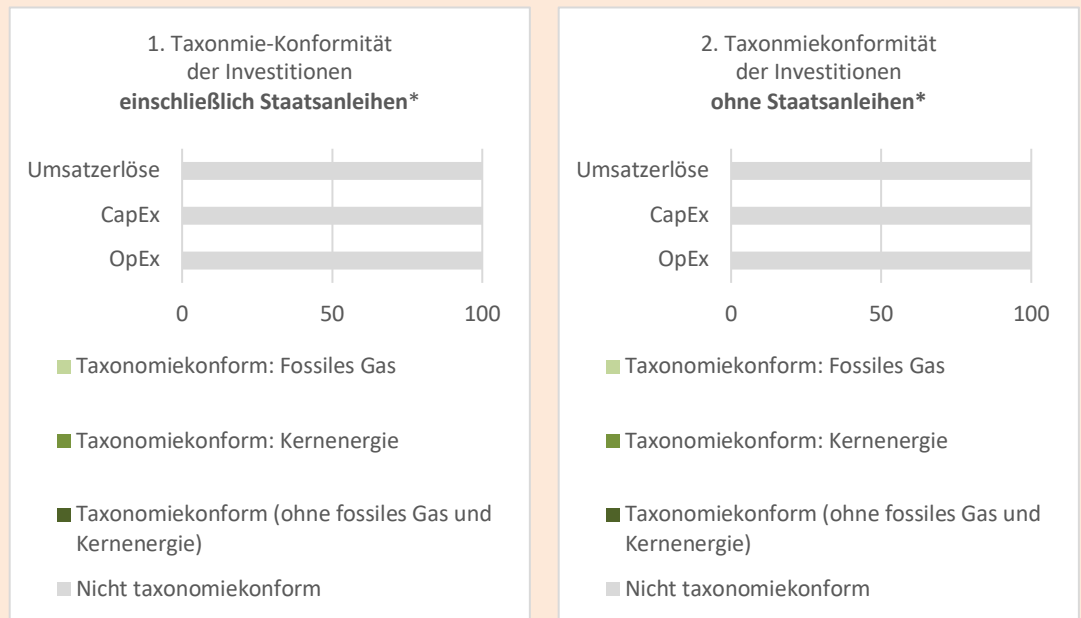 1. Taxonmie-Konformität
der Investitionen
einschließlich Staatsanleihen*
Umsatzerlöse
CapEx
OpEx
0 50 100
Taxonomiekonform: Fossiles Gas
Taxonomiekonform: Kernenergie
Taxonomiekonform (ohne fossiles Gas und
Kernenergie)
Nicht taxonomiekonform
2. Taxonmiekonformität
der Investitionen
ohne Staatsanleihen*
Umsatzerlöse
CapEx
OpEx
0 50 100
Taxonomiekonform: Fossiles Gas
Taxonomiekonform: Kernenergie
Taxonomiekonform (ohne fossiles Gas und
Kernenergie)
Nicht taxonomiekonform